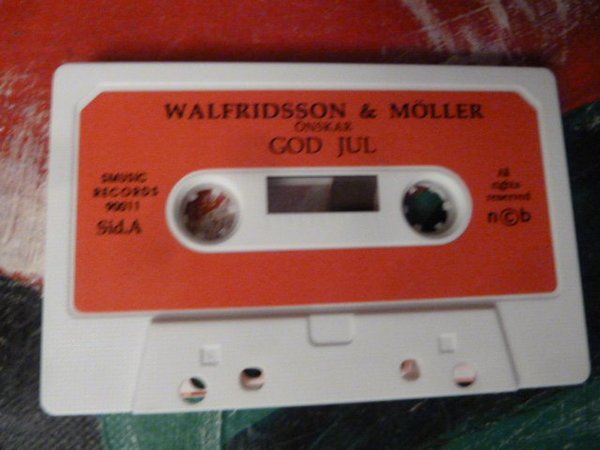 WALFRIDSSON & MÖLLER
ÖNSKAR
GOD JUL
SMUSIC
RECORDS
90011
Sid.A
All
rights
reserved
n©b